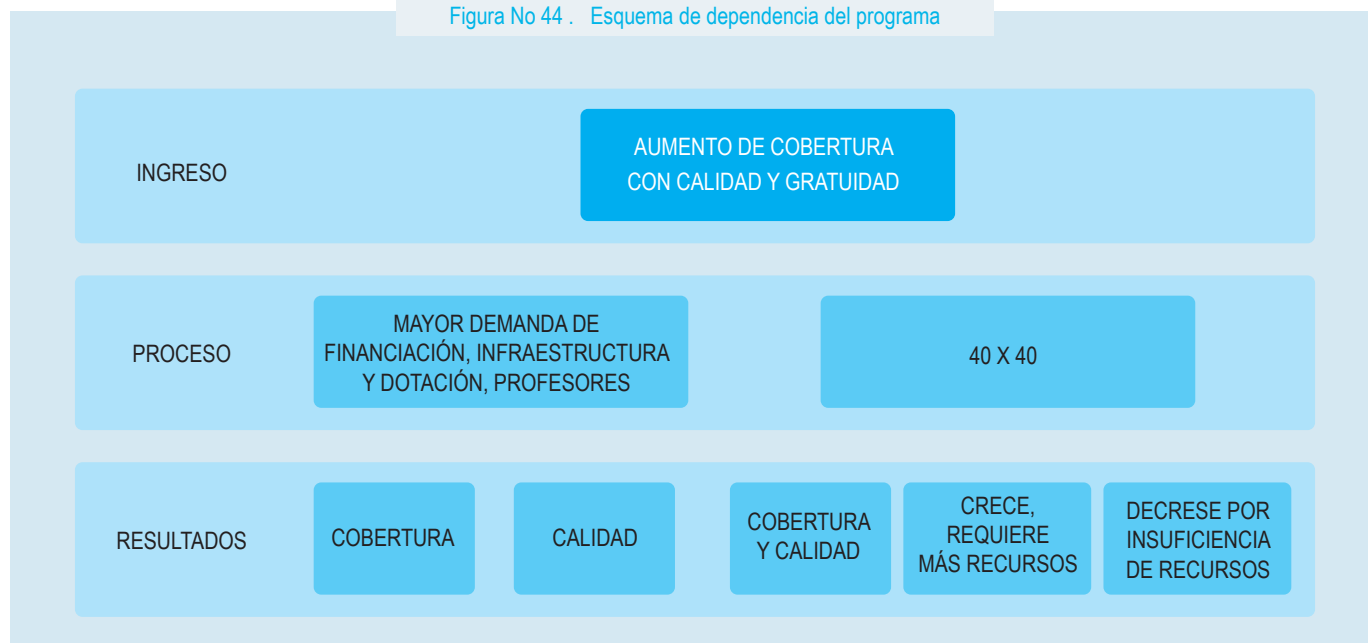 Figura No 44 . Esquema de dependencia del programa
INGRESO
AUMENTO DE COBERTURA
CON CALIDAD Y GRATUIDAD
PROCESO
MAYOR DEMANDA DE
FINANCIACIÓN, INFRAESTRUCTURA
Y DOTACIÓN, PROFESORES
40 X 40
RESULTADOS
COBERTURA
CALIDAD
COBERTURA
Y CALIDAD
CRECE,
REQUIERE
MÁS RECURSOS
DECRESE POR
INSUFICIENCIA
DE RECURSOS